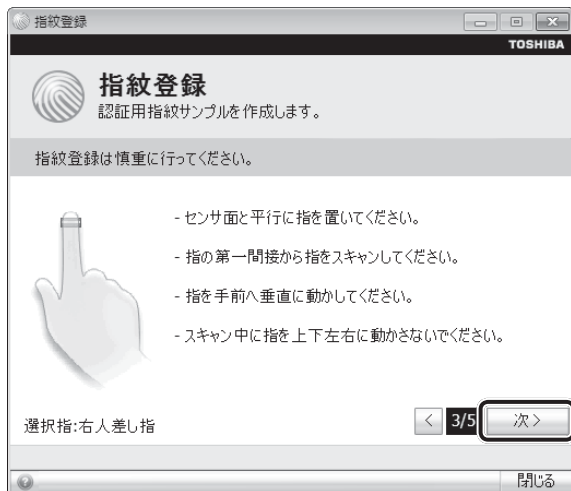 指紋登録
TOSHIBA
指紋登録
認証用指紋サンプルを作成します。
指紋登録は慎重に行ってください。
- センサ面と平行に指を置いてください。
- 指の第一間接から指をスキャンしてください。
- 指を手前へ垂直に動かしてください。
- スキャン中に指を上下左右に動かさないでください。
選択指:右人差し指
< 3/5 次 >
閉じる